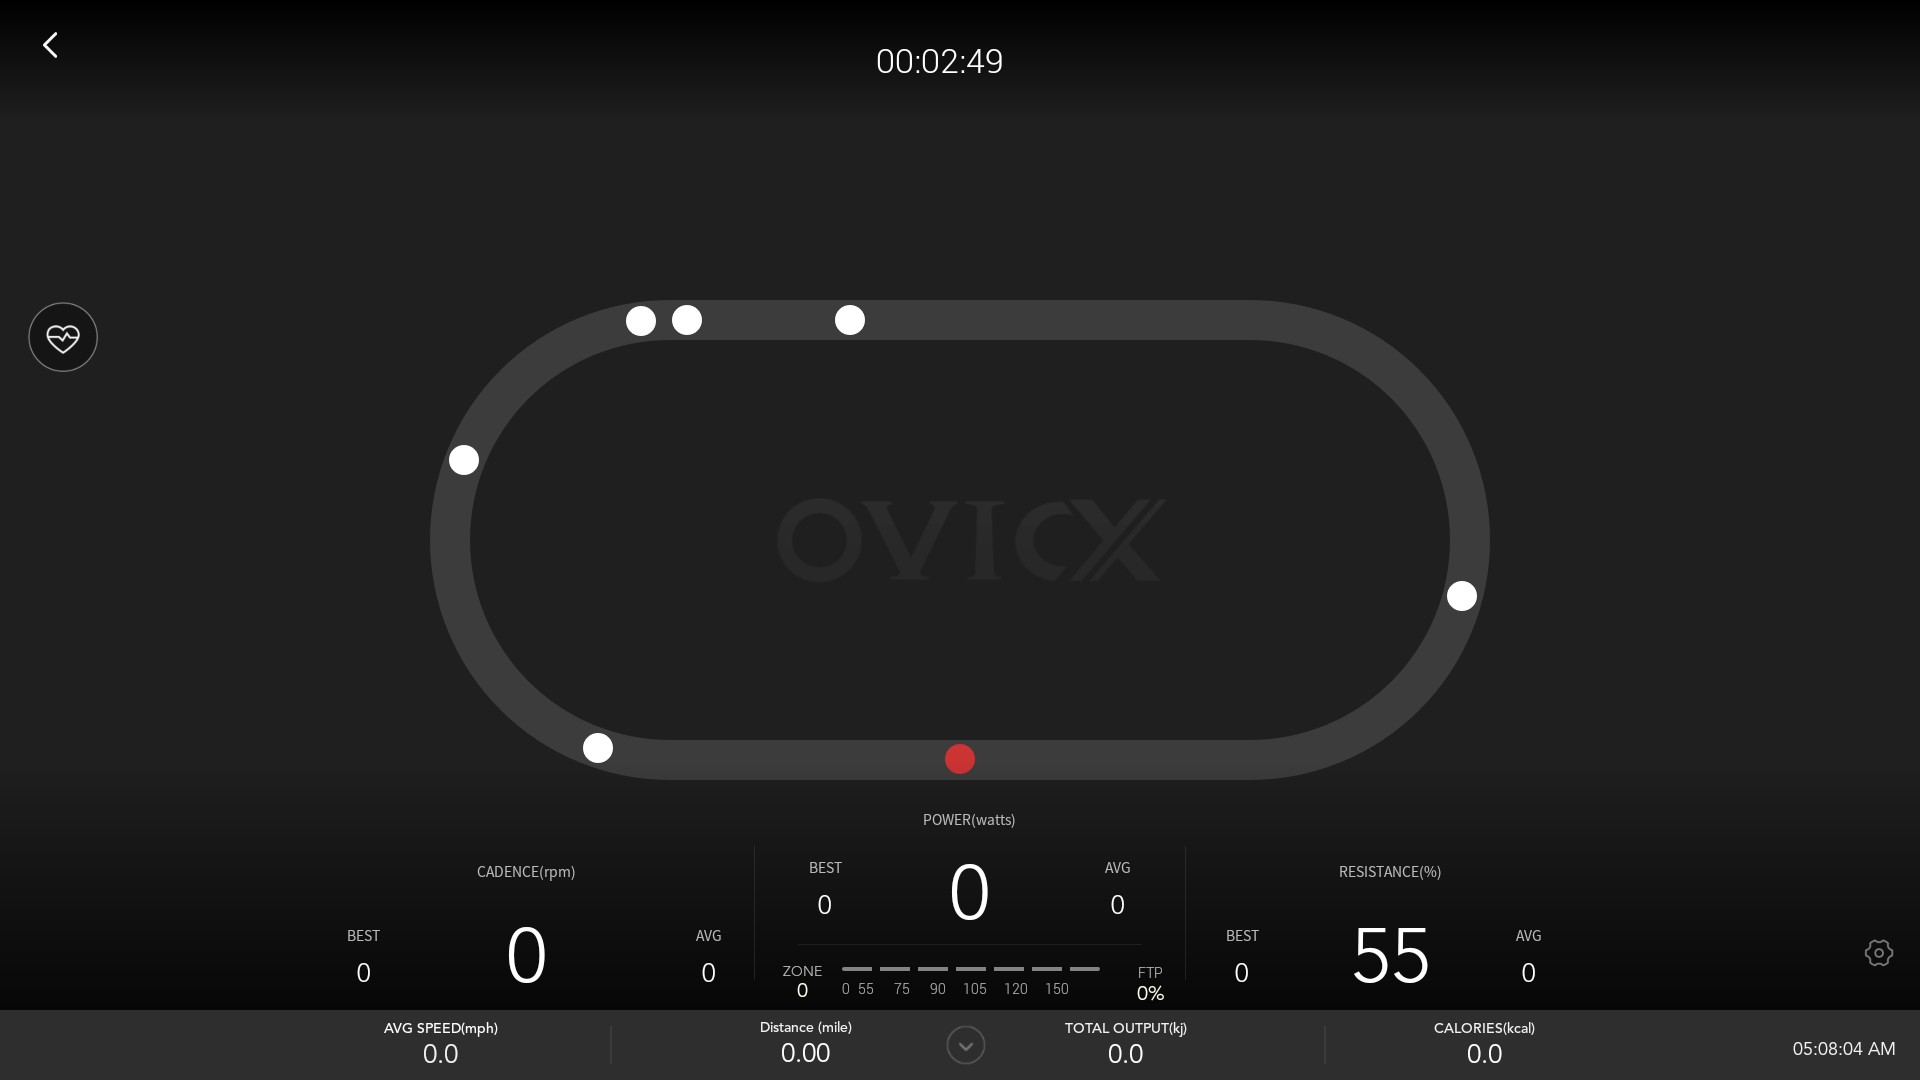 00:02:49
OVICX
POWER(watts)
CADENCE(rpm)
BEST
0
0
AVG
0
BEST
0
0
AVG
0
ZONE
0
0 55 75 90 105 120 150
FTP
0%
RESISTANCE(%)
BEST
0
55
AVG
0
AVG SPEED(mph)
0.0
Distance (mile)
0.00
TOTAL OUTPUT(kj)
0.0
CALORIES(kcal)
0.0
05:08:04 AM